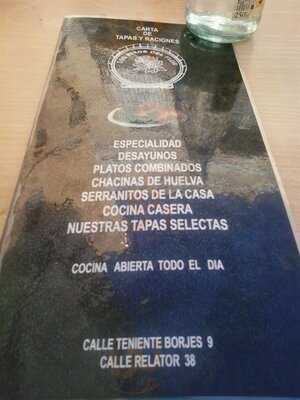 CARTA
DE
TAPAS Y RACIONES
ESPECIALIDAD
DESAYUNOS
PLATOS COMBINADOS
CHACINAS DE HUELVA
SERRANITOS DE LA CASA
COCINA CASERA
NUESTRAS TAPAS SELECTAS
COCINA ABIERTA TODO EL DIA
CALLE TENIENTE BORJES 9
CALLE RELATOR 38